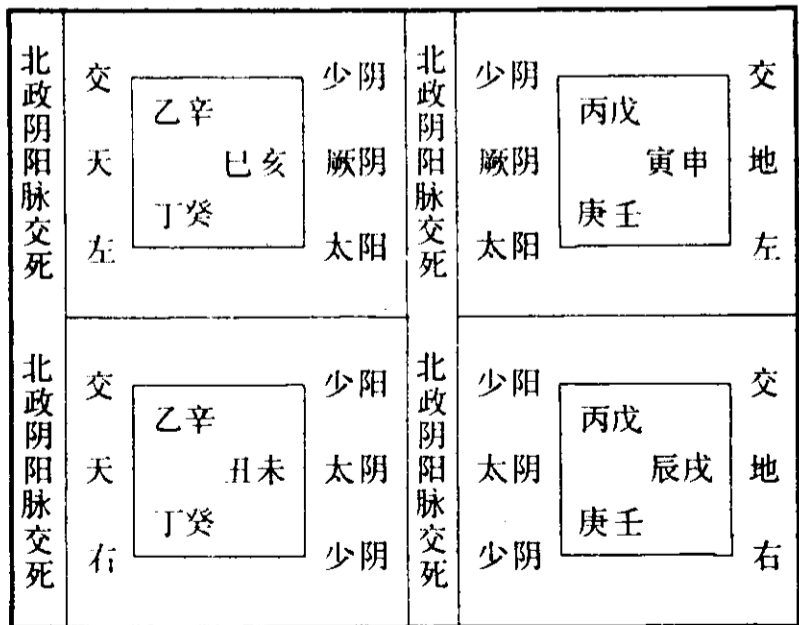 北政阴阳脉交死
交天左
乙辛
巳亥
丁癸
少阴
厥阴
太阳
北政阴阳脉交死
少阴
厥阴
太阳
丙戊
寅申
庚壬
交地左
北政阴阳脉交死
交天右
乙辛
丑未
丁癸
少阳
太阴
少阴
北政阴阳脉交死
少阳
太阴
少阴
丙戊
辰戌
庚壬
交地右